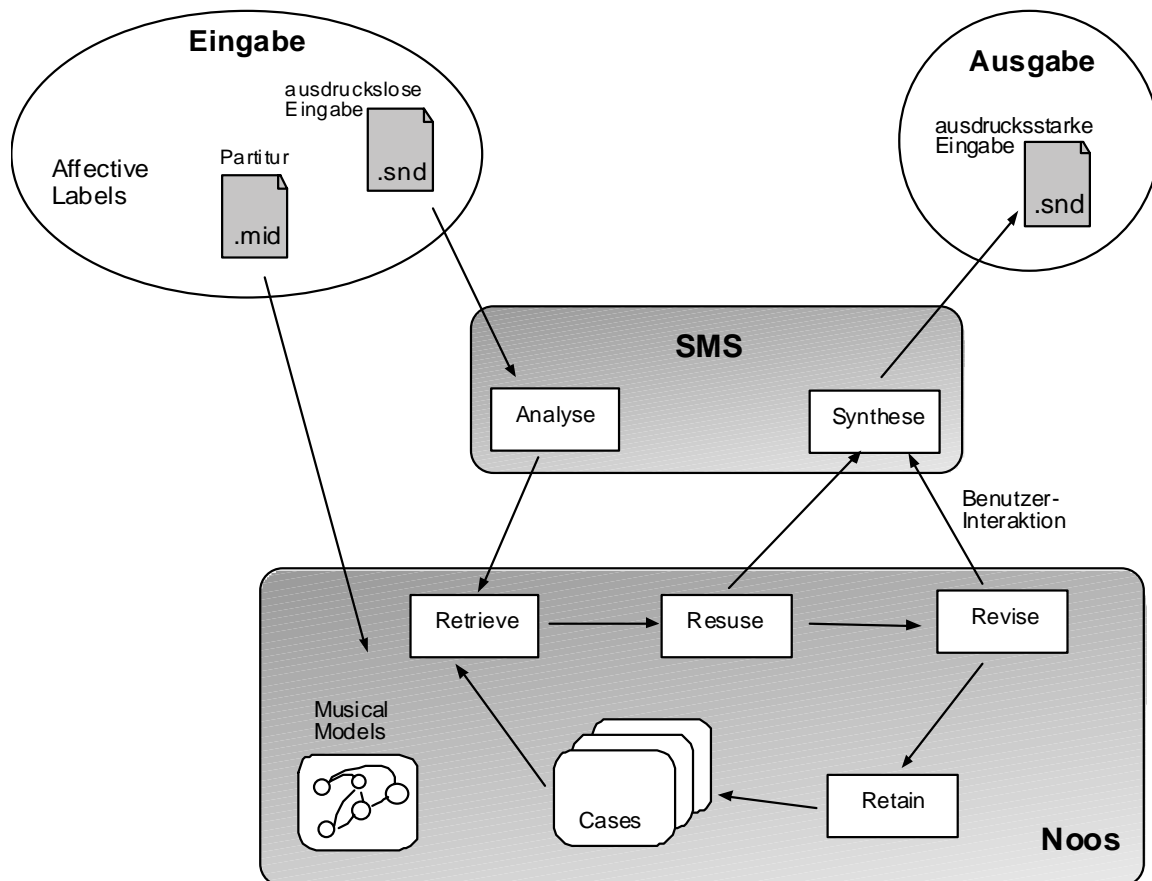 Eingabe
ausdruckslose
Eingabe
.snd
Partitur
.mid
Affective
Labels
Ausgabe
ausdrucksstarke
Eingabe
.snd
SMS
Analyse
Synthese
Benutzer-
Interaktion
Retrieve
Resuse
Revise
Musical
Models
Cases
Retain
Noos